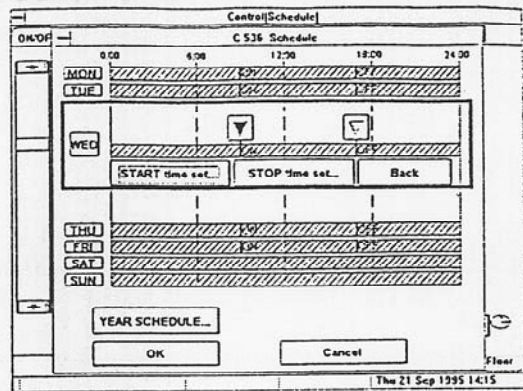 Control|Schedule|
ON/OF C 536 Schedule
0:00 6:00 12:00 18:00 24:00
MON
TUE
WED
START time set... STOP time set... Back
THU
FRI
SAT
SUN
YEAR SCHEDULE...
OK Cancel
Floor
Thu 21 Sep 1995 14:15